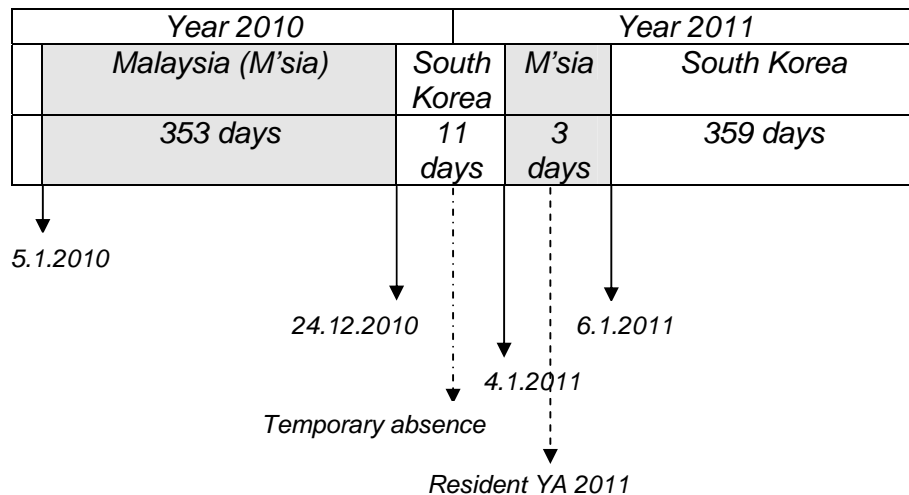 Year 2010 Year 2011
Malaysia (M'sia) South Korea M'sia South Korea
353 days 11 days 3 days 359 days
5.1.2010
24.12.2010 6.1.2011
4.1.2011
Temporary absence
Resident YA 2011